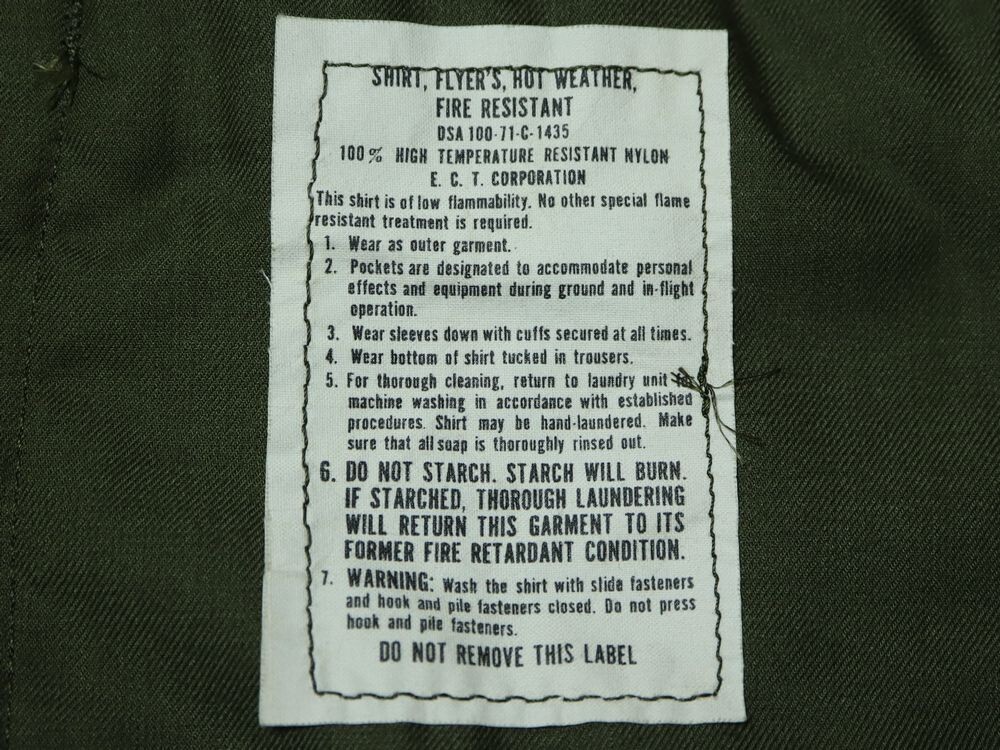 SHIRT, FLYER'S, HOT WEATHER,
FIRE RESISTANT
DSA 100-71-C-1435
100% HIGH TEMPERATURE RESISTANT NYLON
E. C. T. CORPORATION
This shirt is of low flammability. No other special flame
resistant treatment is required.
1. Wear as outer garment.
2. Pockets are designated to accommodate personal
effects and equipment during ground and in-flight
operation.
3. Wear sleeves down with cuffs secured at all times.
4. Wear bottom of shirt tucked in trousers.
5. For thorough cleaning, return to laundry unit for
machine washing in accordance with established
procedures. Shirt may be hand-laundered. Make
sure that all soap is thoroughly rinsed out.
6. DO NOT STARCH. STARCH WILL BURN.
IF STARCHED, THOROUGH LAUNDERING
WILL RETURN THIS GARMENT TO ITS
FORMER FIRE RETARDANT CONDITION.
7. WARNING: Wash the shirt with slide fasteners
and hook and pile fasteners closed. Do not press
hook and pile fasteners.
DO NOT REMOVE THIS LABEL